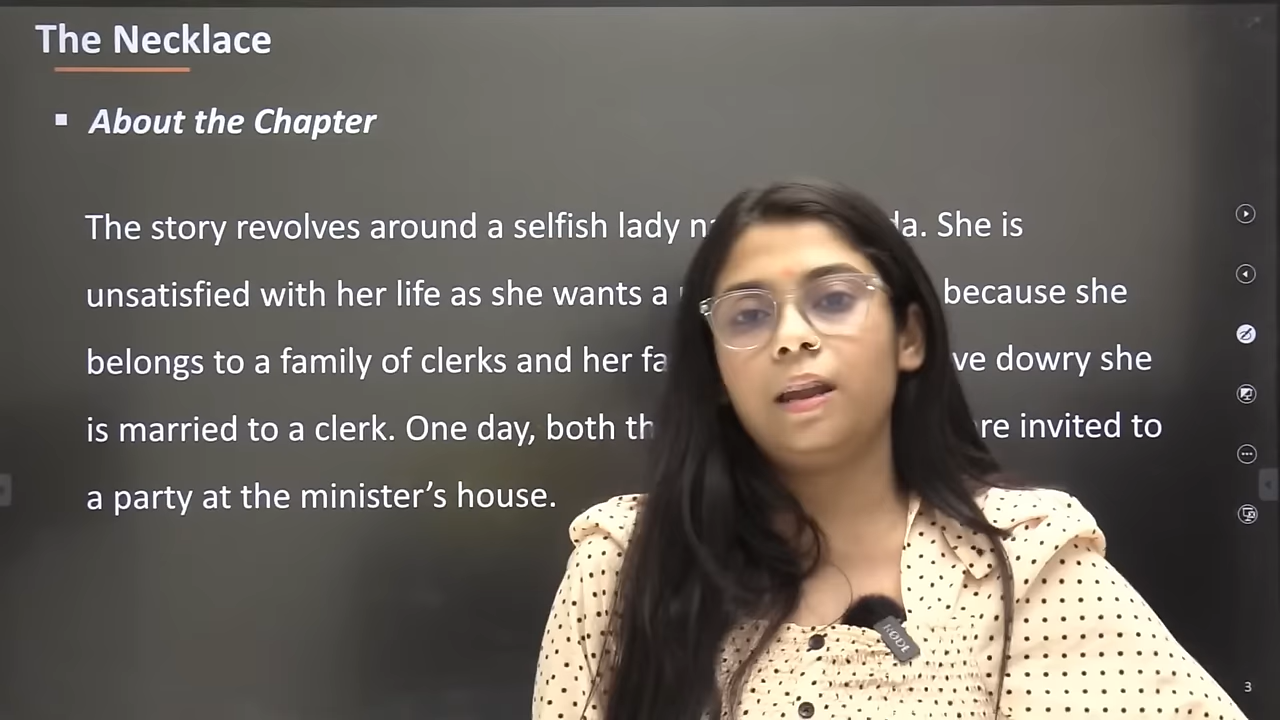 The Necklace
About the Chapter
The story revolves around a selfish lady da. She is
unsatisfied with her life as she wants a because she
belongs to a family of clerks and her fa ve dowry she
is married to a clerk. One day, both th re invited to
a party at the minister's house.
RØDE
3